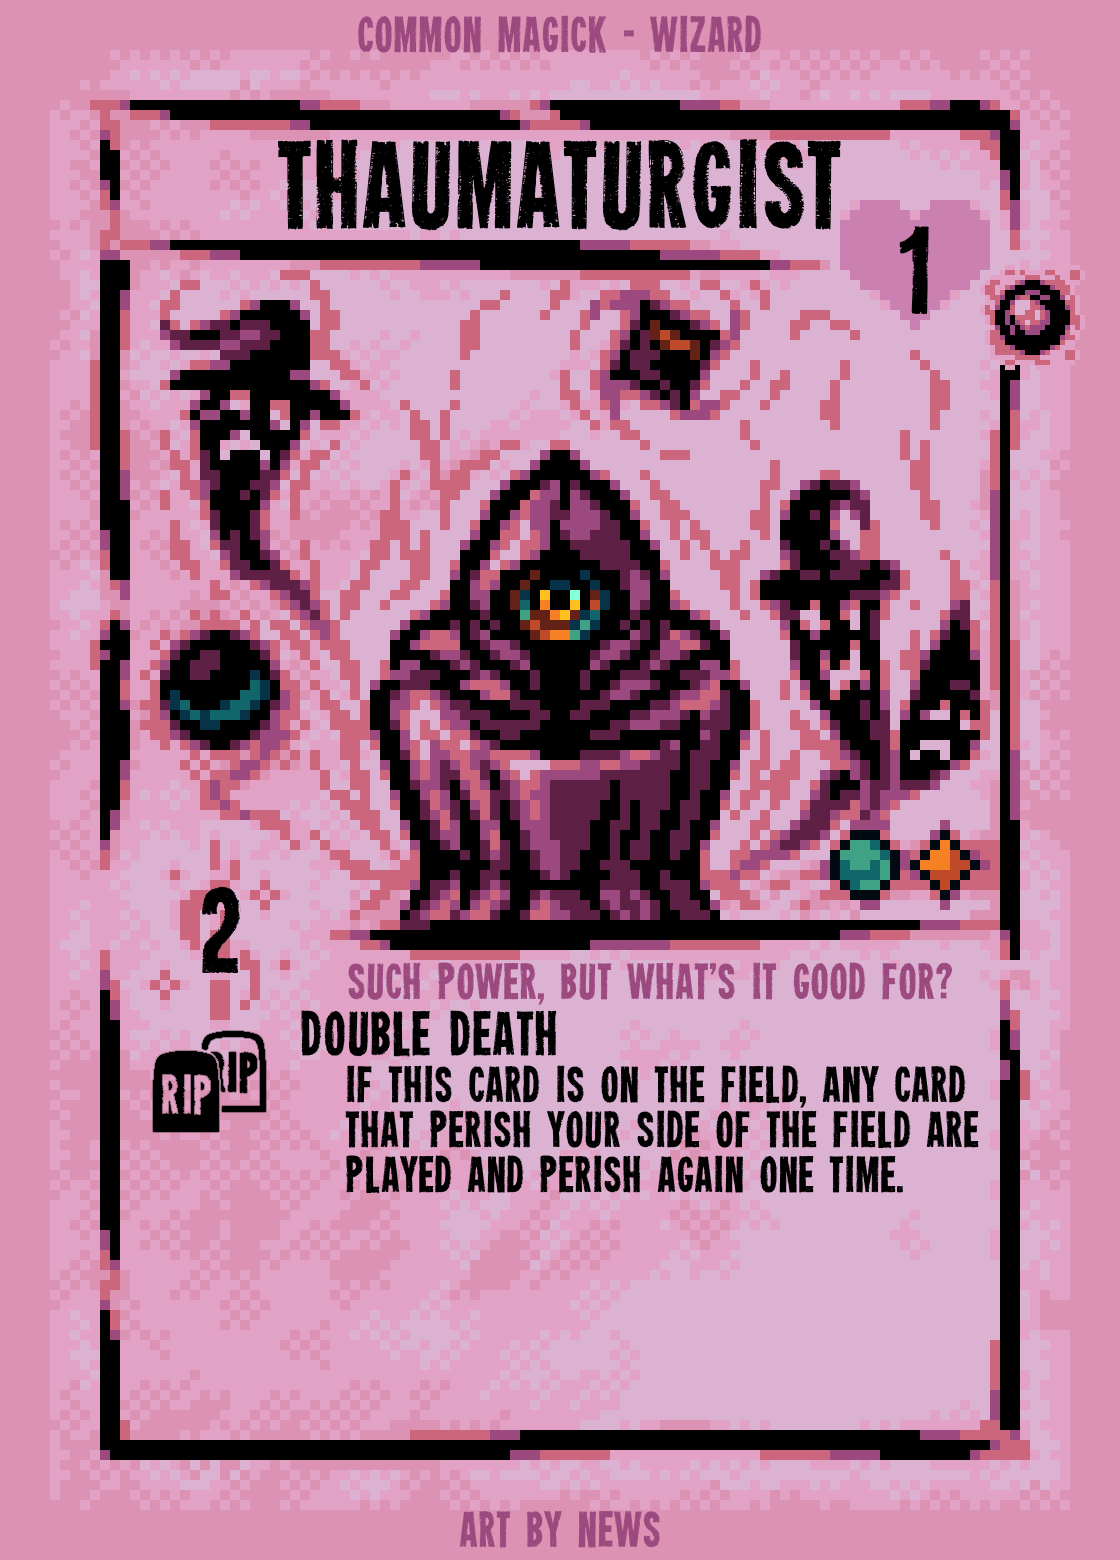 COMMON MAGICK - WIZARD
THAUMATURGIST
1
2
SUCH POWER, BUT WHAT'S IT GOOD FOR?
DOUBLE DEATH
RIP
RIP
IF THIS CARD IS ON THE FIELD, ANY CARD
THAT PERISH YOUR SIDE OF THE FIELD ARE
PLAYED AND PERISH AGAIN ONE TIME.
ART BY NEWS